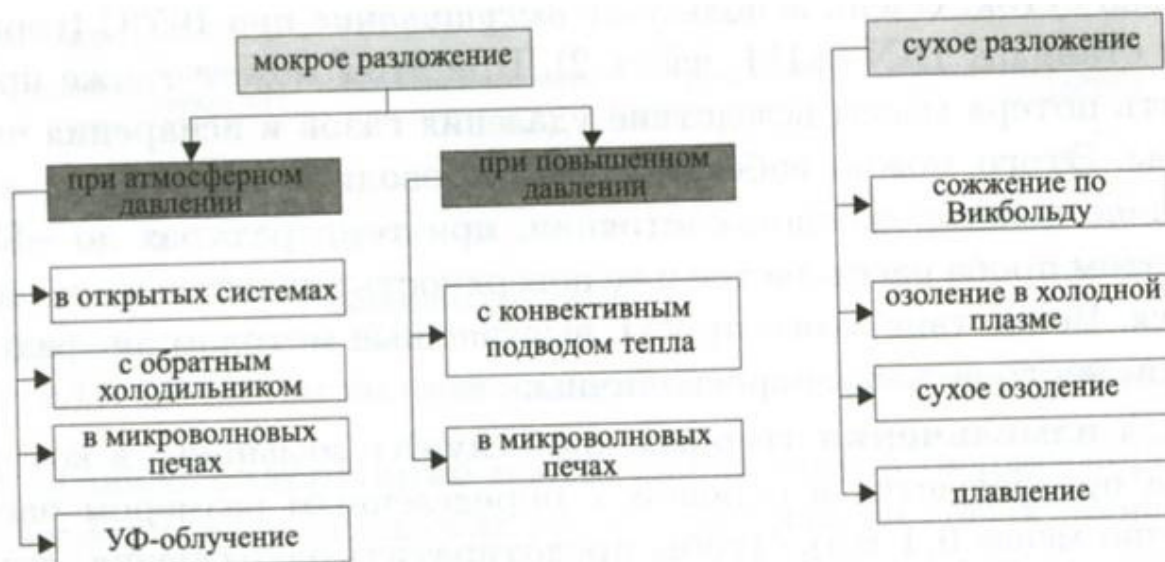 мокрое разложение
при атмосферном
давлении
в открытых системах
с обратным
холодильником
в микроволновых
печах
УФ-облучение
при повышенном
давлении
с конвективным
подводом тепла
в микроволновых
печах
сухое разложение
сожжение по
Викбольду
озоление в холодной
плазме
сухое озоление
плавление